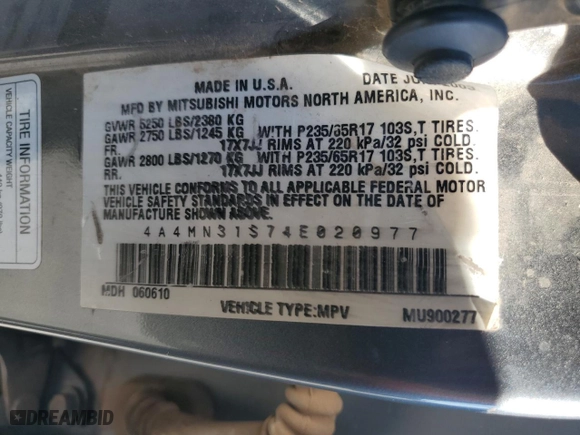 MADE IN U.S.A.
DATE
MFD BY MITSUBISHI MOTORS NORTH AMERICA, INC.
GVWR 5250 LBS/2380 KG
GAWR 2750 LBS/1245 KG WITH P235/65R17 103S,T TIRES.
FR. 17X7JJ RIMS AT 220 kPa/32 psi COLD.
GAWR 2800 LBS/1270 KG WITH P235/65R17 103S,T TIRES.
RR. 17X7JJ RIMS AT 220 kPa/32 psi COLD.
THIS VEHICLE CONFORMS TO ALL APPLICABLE FEDERAL MOTOR
VEHICLE SAFETY STANDARDS IN EFFECT ON THE DATE OF
MANUFACTURE SHOWN ABOVE.
4A4MN31S74E020977
MDH 060610
VEHICLE TYPE:MPV
MU900277
TIRE INFORMATION
VEHICLE CAPACITY WEIGHT
DREAMBID